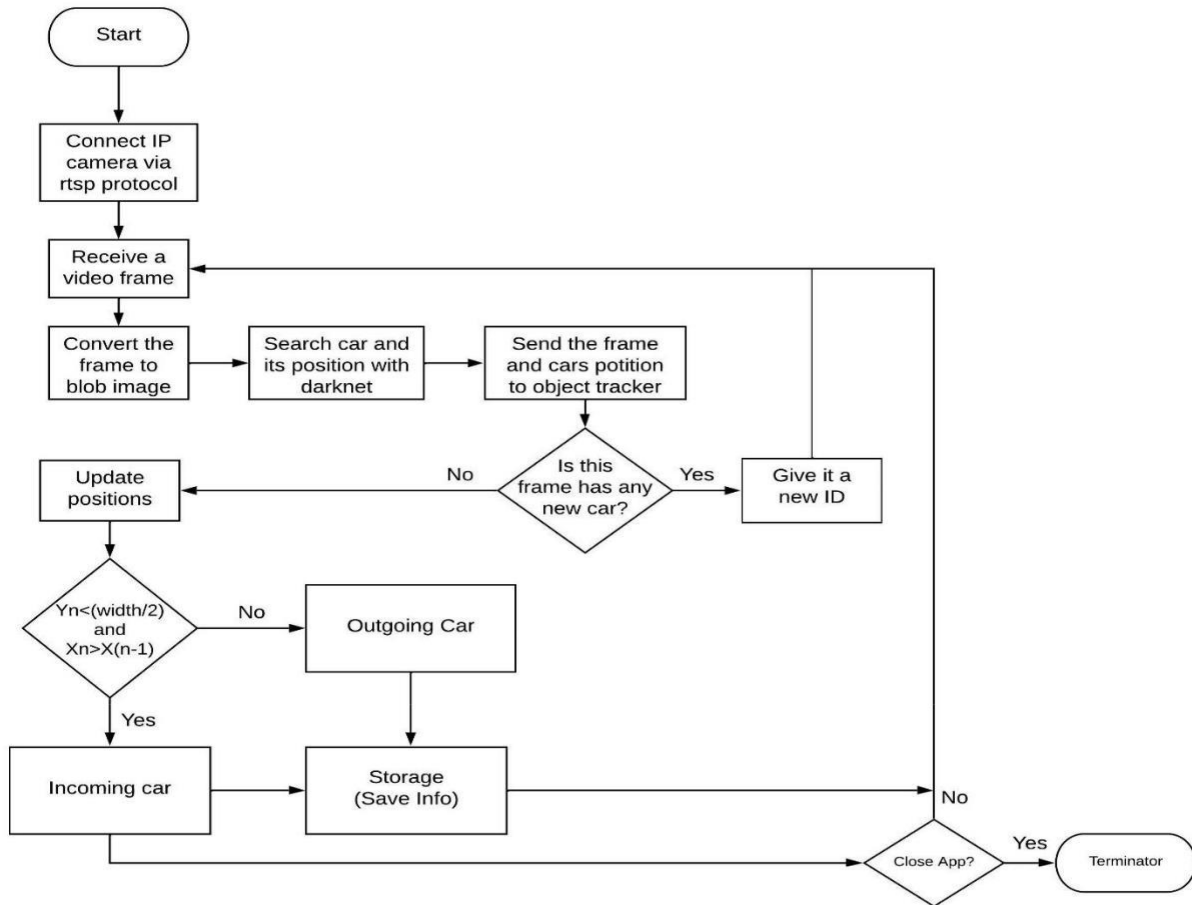 Start
Connect IP
camera via
rtsp protocol
Receive a
video frame
Convert the
frame to
blob image
Search car and
its position with
darknet
Send the frame
and cars potition
to object tracker
Is this
frame has any
new car?
No
Yes
Give it a
new ID
Update
positions
Yn<(width/2)
and
Xn>X(n-1)
No
Outgoing Car
Yes
Incoming car
Storage
(Save Info)
No
Close App?
Yes
Terminator